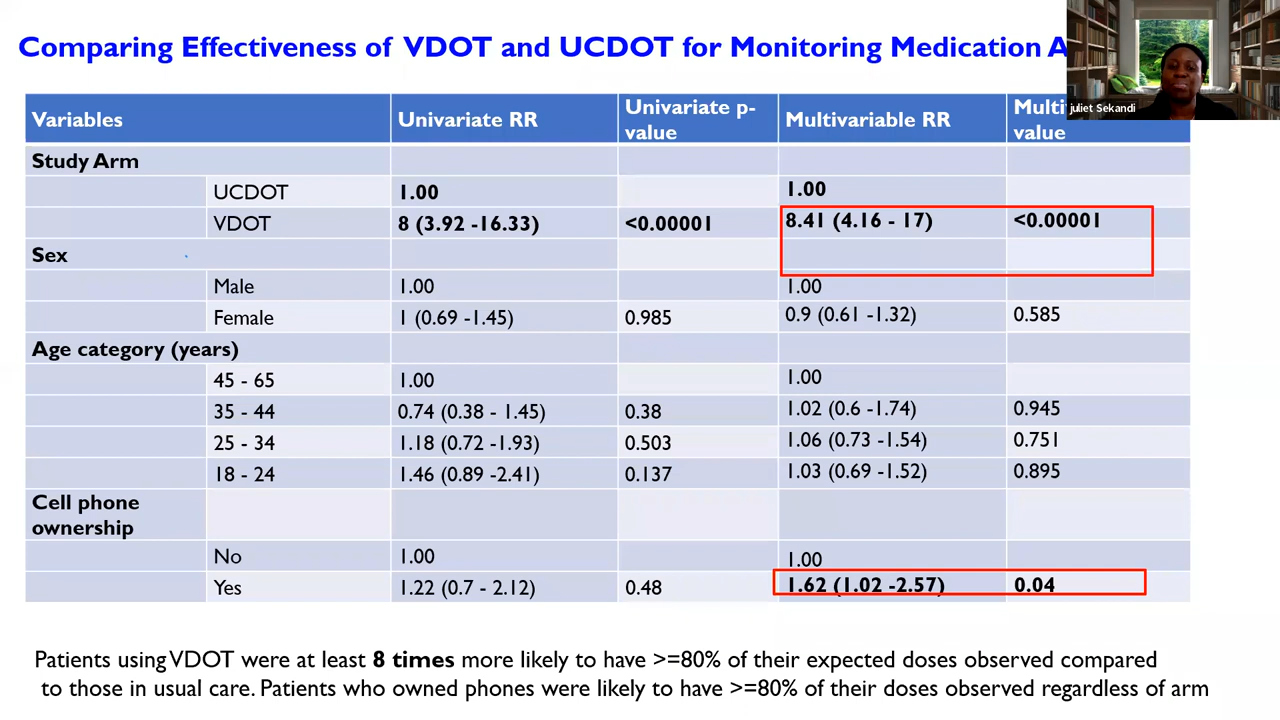 Comparing Effectiveness of VDOT and UCDOT for Monitoring Medication A
juliet Sekandi
Variables Univariate RR Univariate p-value Multivariable RR Multi value
Study Arm
UCDOT 1.00 1.00
VDOT 8 (3.92 -16.33) <0.00001 8.41 (4.16 - 17) <0.00001
Sex
Male 1.00 1.00
Female 1 (0.69 -1.45) 0.985 0.9 (0.61 -1.32) 0.585
Age category (years)
45 - 65 1.00 1.00
35 - 44 0.74 (0.38 - 1.45) 0.38 1.02 (0.6 -1.74) 0.945
25 - 34 1.18 (0.72 -1.93) 0.503 1.06 (0.73 -1.54) 0.751
18 - 24 1.46 (0.89 -2.41) 0.137 1.03 (0.69 -1.52) 0.895
Cell phone
ownership
No 1.00 1.00
Yes 1.22 (0.7 - 2.12) 0.48 1.62 (1.02 -2.57) 0.04
Patients using VDOT were at least 8 times more likely to have >=80% of their expected doses observed compared
to those in usual care. Patients who owned phones were likely to have >=80% of their doses observed regardless of arm